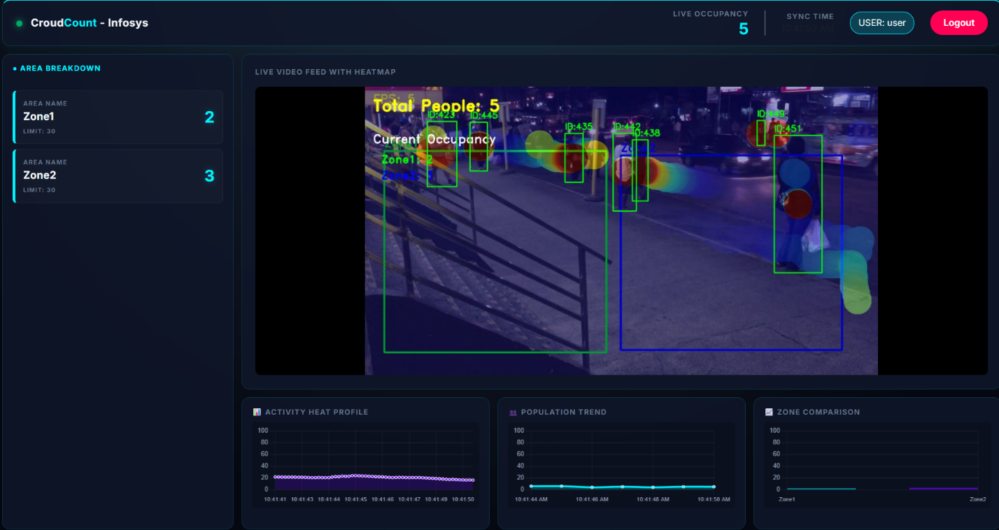 CroudCount - Infosys
LIVE OCCUPANCY
5
SYNC TIME
10:41:50 AM
USER: user
Logout
● AREA BREAKDOWN
AREA NAME
Zone1
2
LIMIT: 30
AREA NAME
Zone2
3
LIMIT: 30
LIVE VIDEO FEED WITH HEATMAP
FPS: 5
Total People: 5
ID:423
ID:445
ID:435
ID:442
ID:438
ID:449
ID:451
Current Occupancy
Zone1: 2
Zone2: 3
ACTIVITY HEAT PROFILE
100
80
60
40
20
0
10:41:41 10:41:43 10:41:44 10:41:45 10:41:46 10:41:47 10:41:49 10:41:50
POPULATION TREND
100
80
60
40
20
0
10:41:44 AM 10:41:46 AM 10:41:48 AM 10:41:50 AM
ZONE COMPARISON
100
80
60
40
20
0
Zone1 Zone2